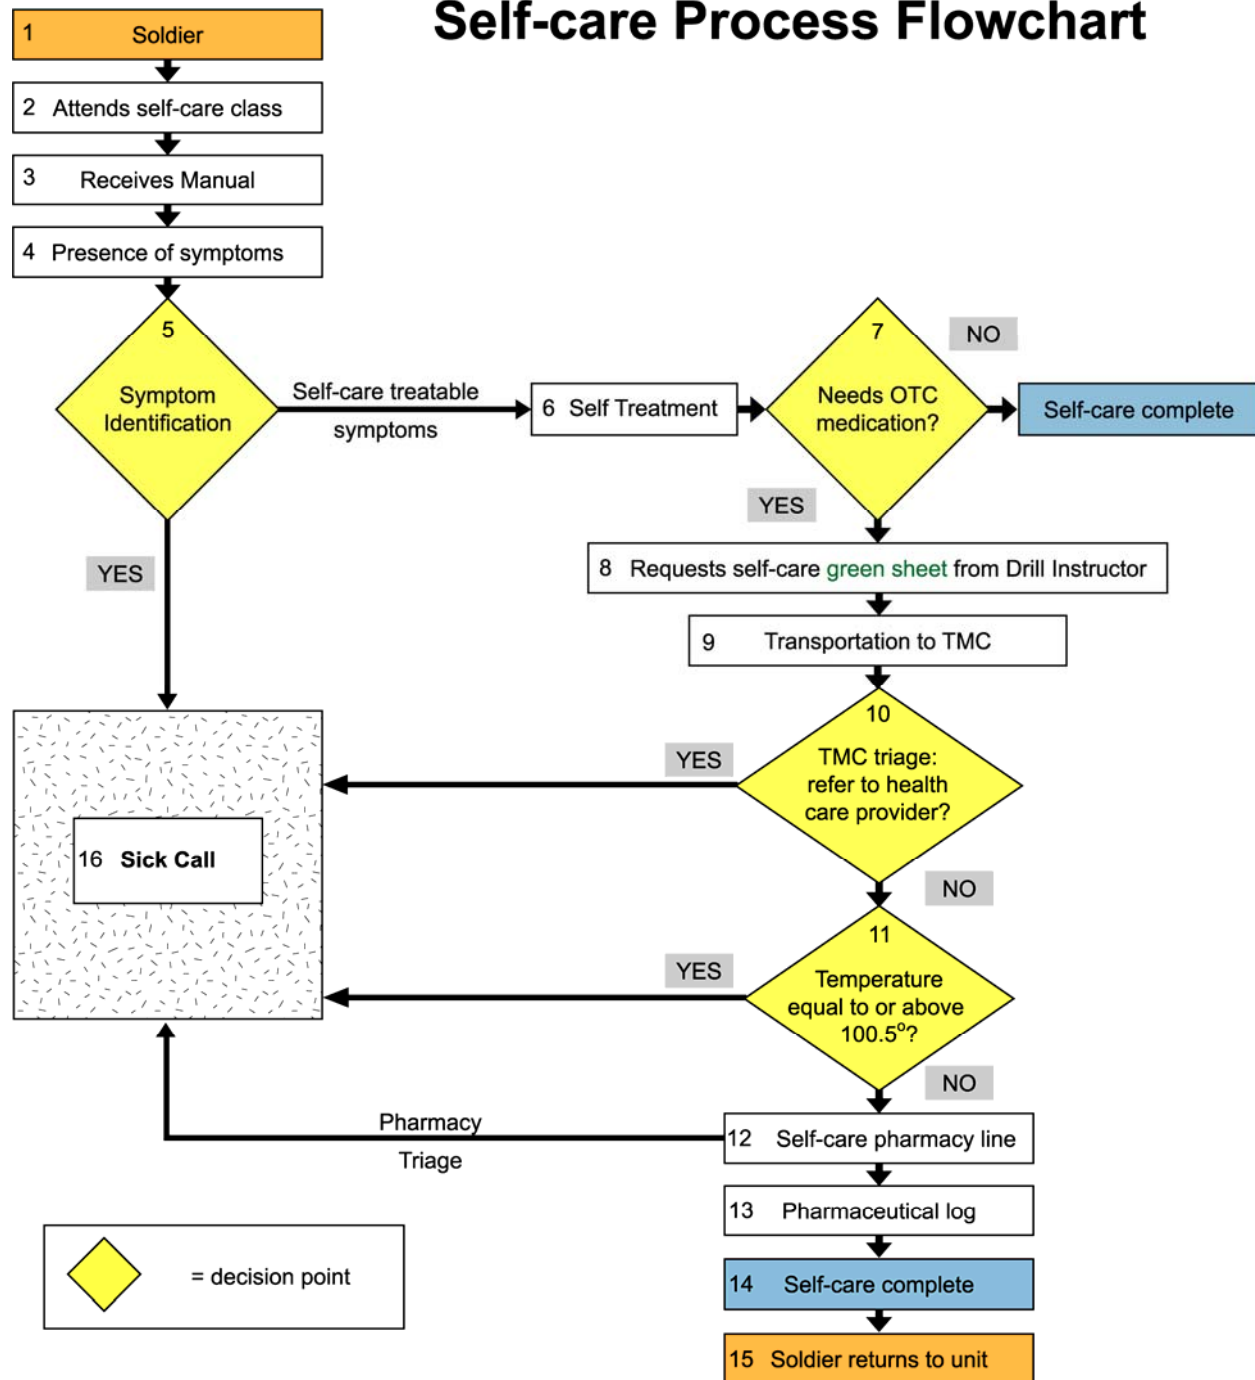 Self-care Process Flowchart
1 Soldier
2 Attends self-care class
3 Receives Manual
4 Presence of symptoms
5
Symptom
Identification
Self-care treatable
symptoms
6 Self Treatment
7
Needs OTC
medication?
NO
Self-care complete
YES
YES
8 Requests self-care green sheet from Drill Instructor
9 Transportation to TMC
10
TMC triage:
refer to health
care provider?
YES
NO
16 Sick Call
11
Temperature
equal to or above
100.5º?
YES
NO
Pharmacy
Triage
12 Self-care pharmacy line
13 Pharmaceutical log
14 Self-care complete
15 Soldier returns to unit
= decision point